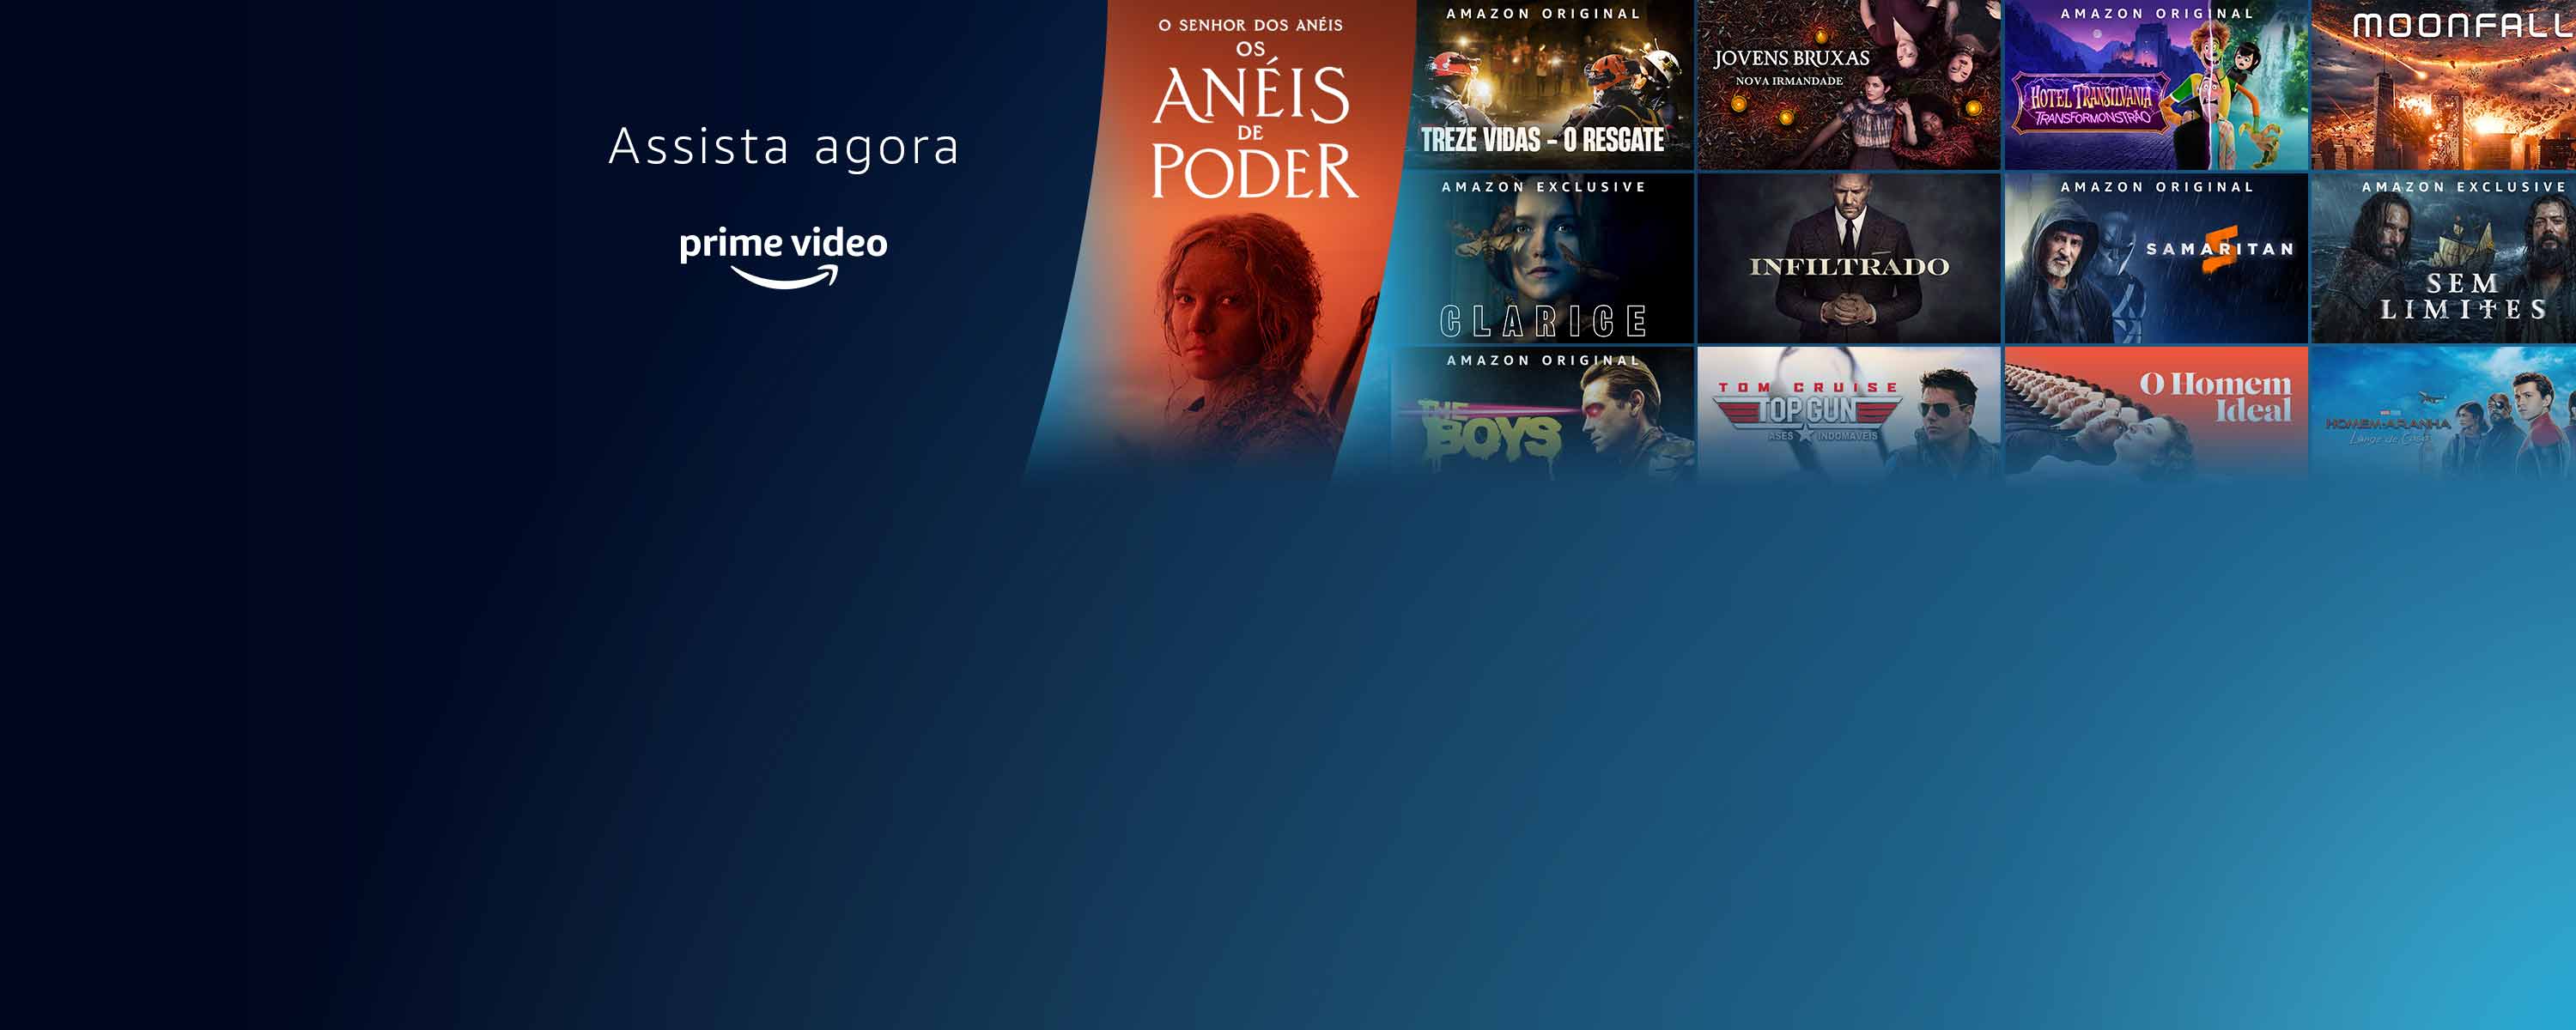 Assista agora
prime video
O SENHOR DOS ANÉIS
OS
ANÉIS
DE
PODER
AMAZON ORIGINAL
TREZE VIDAS – O RESGATE
JOVENS BRUXAS
NOVA IRMANDADE
AMAZON ORIGINAL
HOTEL TRANSILVÂNIA
TRANSFORMONSTRÃO
MOONFALL
AMAZON EXCLUSIVE
CLARICE
INFILTRADO
AMAZON ORIGINAL
SAMARITAN
AMAZON EXCLUSIVE
SEM
LIMITES
AMAZON ORIGINAL
THE
BOYS
TOM CRUISE
TOP GUN
ASES INDOMÁVEIS
O Homem
Ideal
HOMEM-ARANHA
Longe de Casa